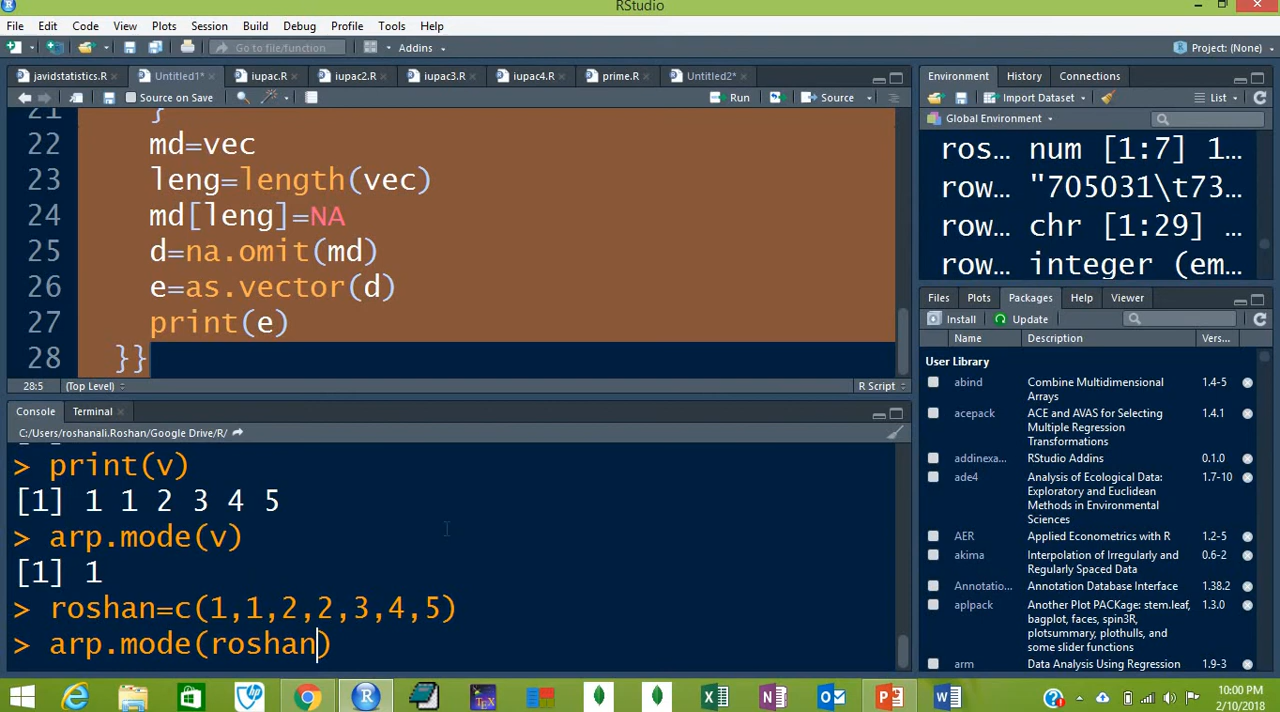 RStudio
File Edit Code View Plots Session Build Debug Profile Tools Help
Go to file/function Addins Project: (None)
javidstatistics.R Untitled1* iupac.R iupac2.R iupac3.R iupac4.R prime.R Untitled2*
Source on Save Run Source
21 }
22 md=vec
23 leng=length(vec)
24 md[leng]=NA
25 d=na.omit(md)
26 e=as.vector(d)
27 print(e)
28 }}
28:5 (Top Level) R Script
Console Terminal
C:/Users/roshanali.Roshan/Google Drive/R/
> print(v)
[1] 1 1 2 3 4 5
> arp.mode(v)
[1] 1
> roshan=c(1,1,2,2,3,4,5)
> arp.mode(roshan)
Environment History Connections
Import Dataset List
Global Environment
ros... num [1:7] 1...
row... "705031\t73...
row... chr [1:29] ...
row... integer (em...
Files Plots Packages Help Viewer
Install Update
Name Description Vers...
User Library
abind Combine Multidimensional Arrays 1.4-5
acepack ACE and AVAS for Selecting Multiple Regression Transformations 1.4.1
addinexa... RStudio Addins 0.1.0
ade4 Analysis of Ecological Data: Exploratory and Euclidean Methods in Environmental Sciences 1.7-10
AER Applied Econometrics with R 1.2-5
akima Interpolation of Irregularly and Regularly Spaced Data 0.6-2
Annotatio... Annotation Database Interface 1.38.2
aplpack Another Plot PACKage: stem.leaf, bagplot, faces, spin3R, plotsummary, plothulls, and some slider functions 1.3.0
arm Data Analysis Using Regression 1.9-3
10:00 PM
2/10/2018